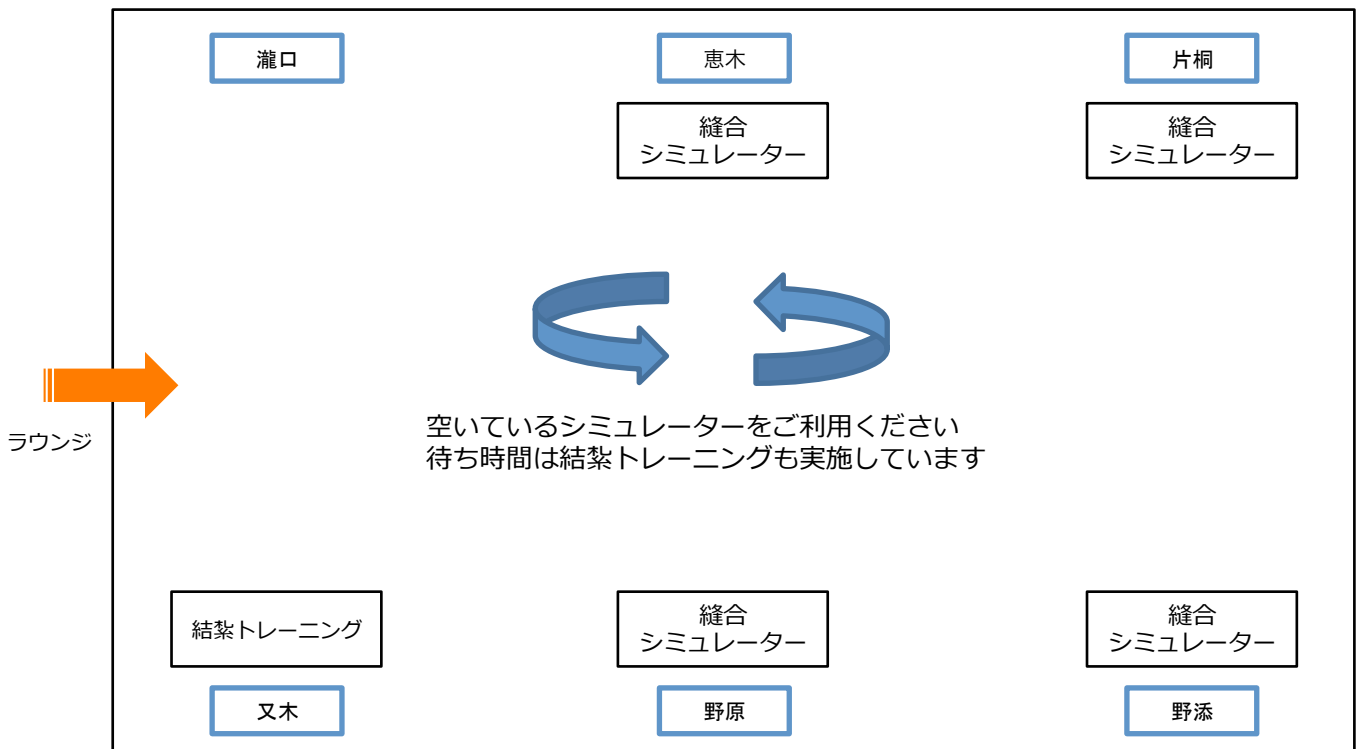 瀧口
恵木
片桐
縫合
シミュレーター
縫合
シミュレーター
ラウンジ
空いているシミュレーターをご利用ください
待ち時間は結紮トレーニングも実施しています
結紮トレーニング
縫合
シミュレーター
縫合
シミュレーター
又木
野原
野添